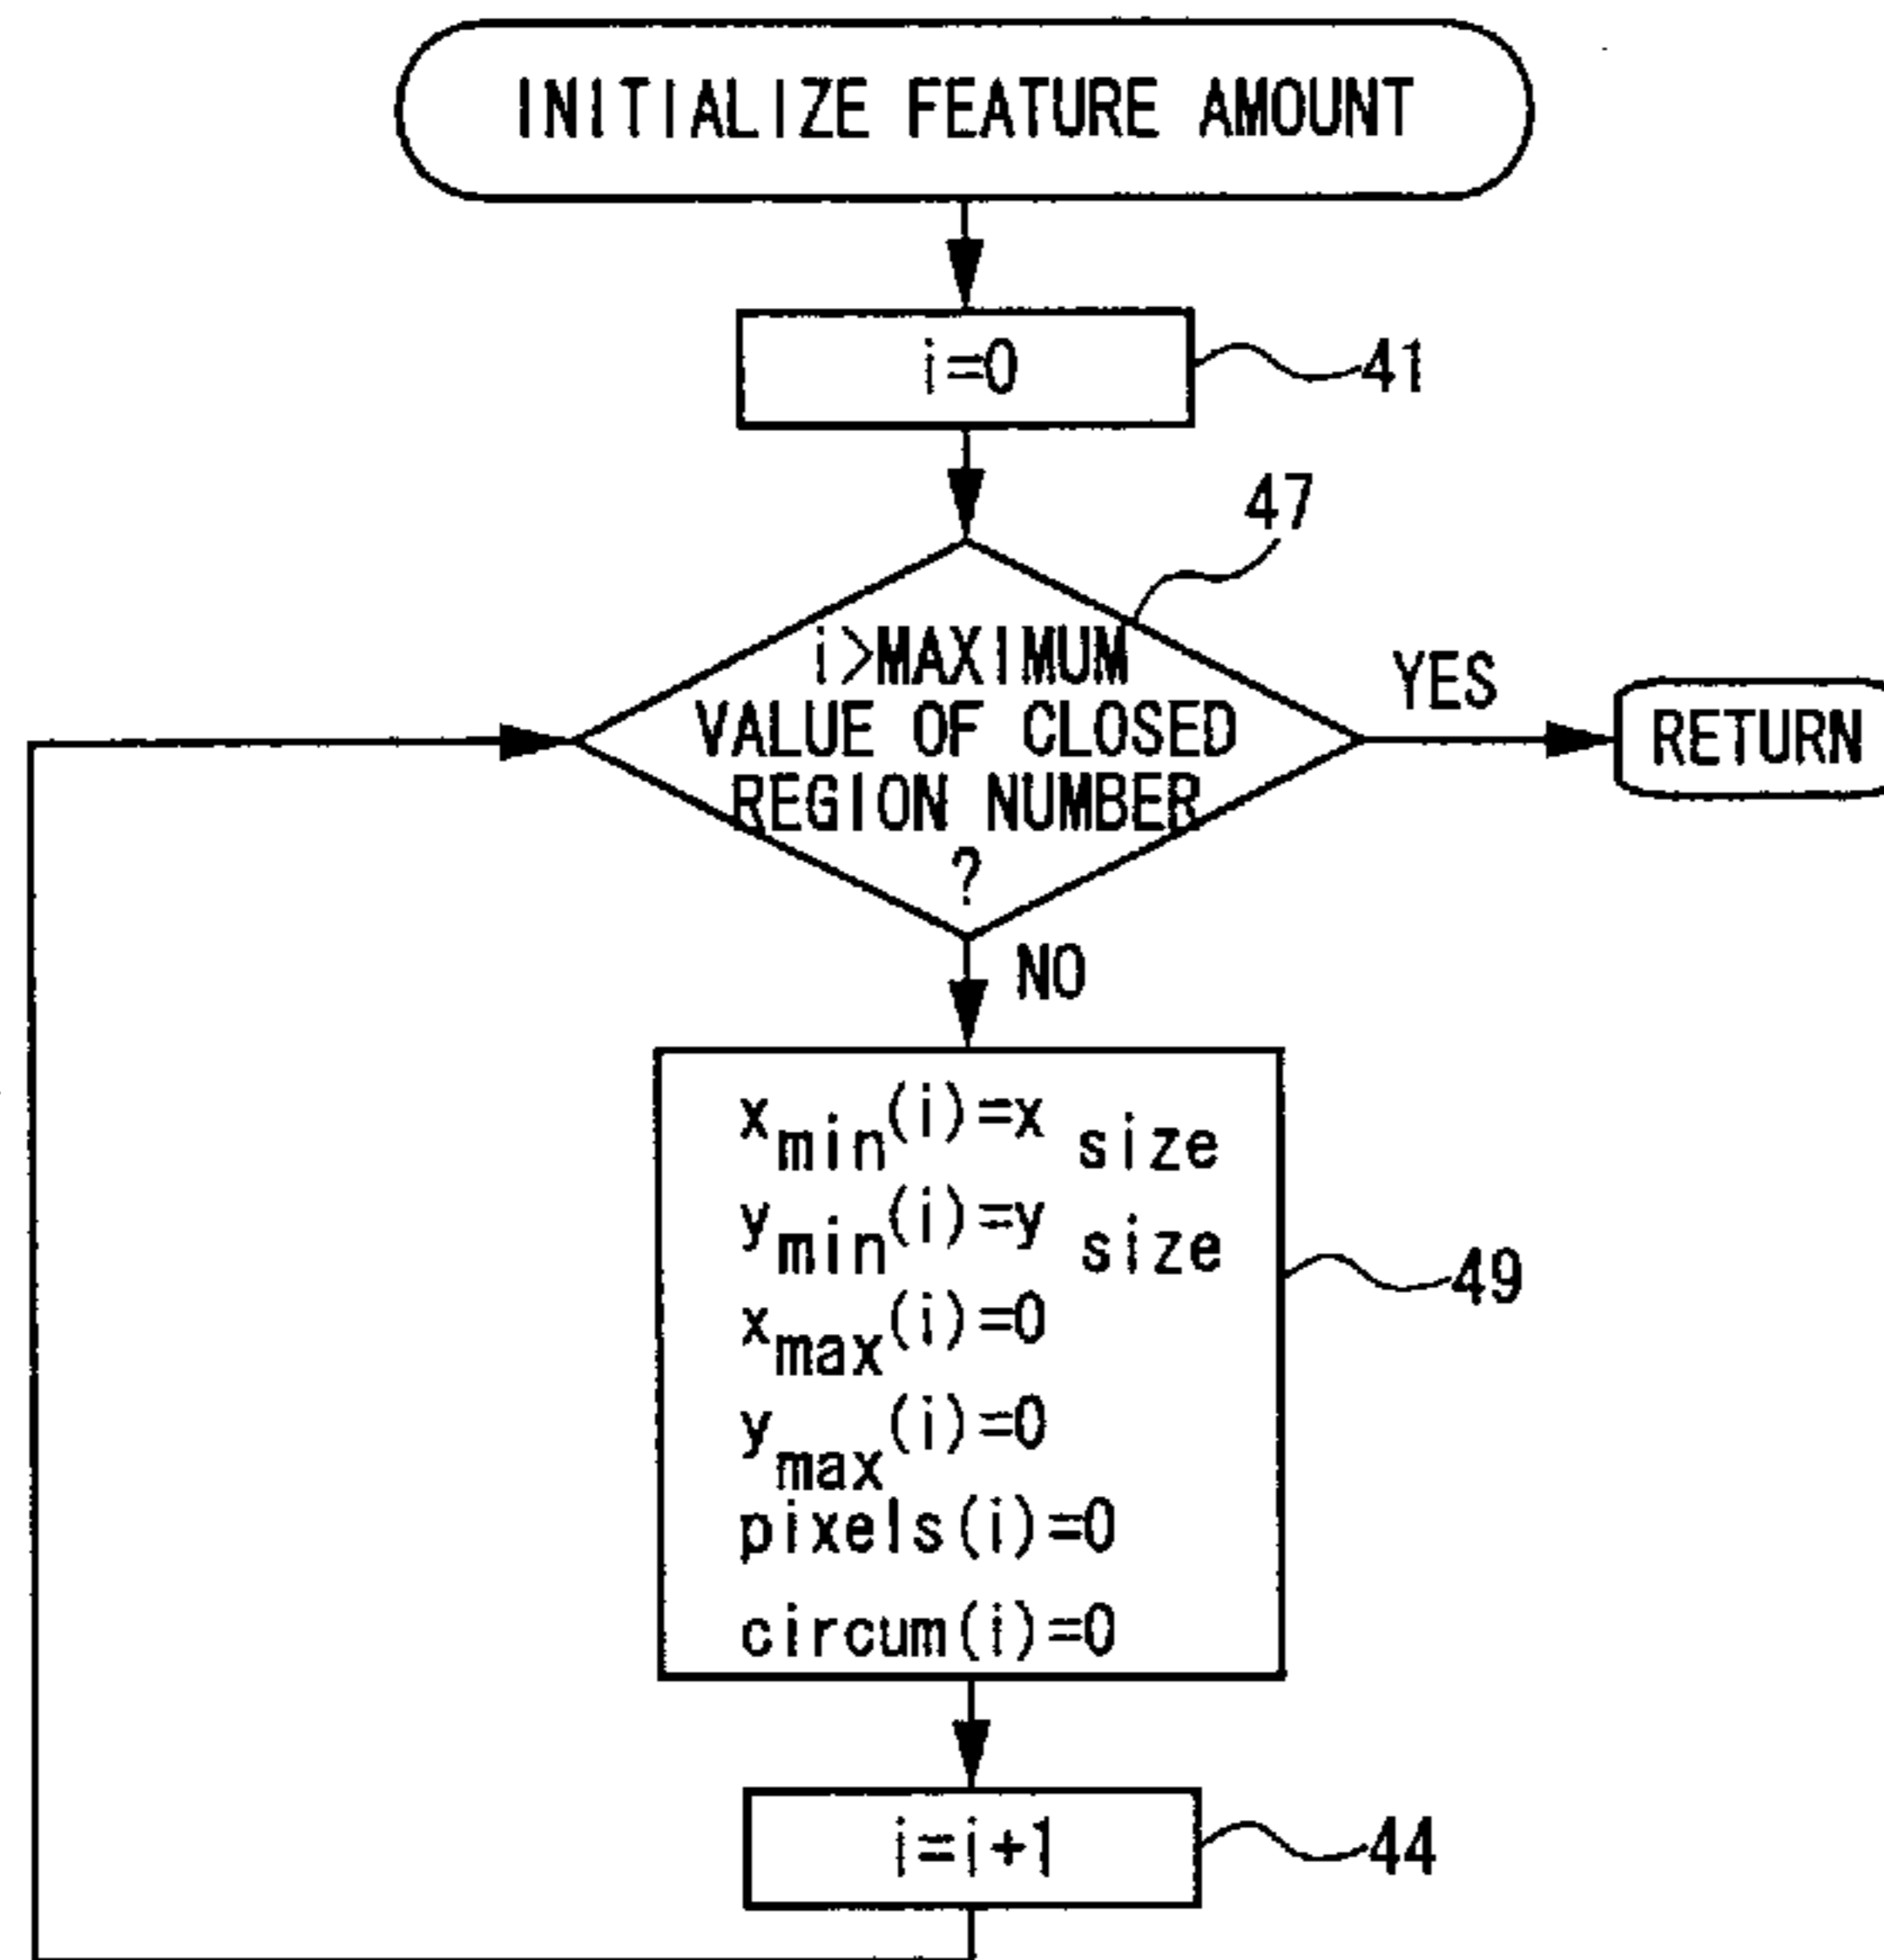 INITIALIZE FEATURE AMOUNT
i=0
41
47
i>MAXIMUM
VALUE OF CLOSED
REGION NUMBER
?
YES
RETURN
NO
xmin(i)=x size
ymin(i)=y size
xmax(i)=0
ymax(i)=0
pixels(i)=0
circum(i)=0
49
i=i+1
44